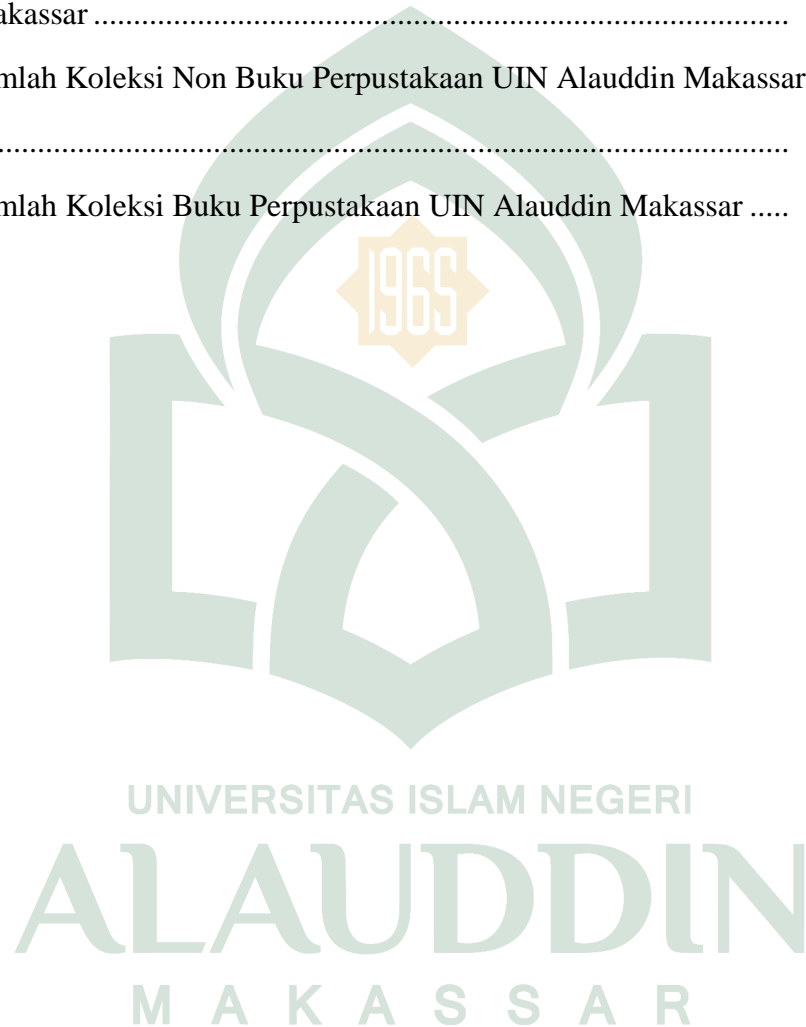 akassar ......................................................................................
mlah Koleksi Non Buku Perpustakaan UIN Alauddin Makassar
..................................................................................................
mlah Koleksi Buku Perpustakaan UIN Alauddin Makassar .....
1965
UNIVERSITAS ISLAM NEGERI
ALAUDDIN
MAKASSAR